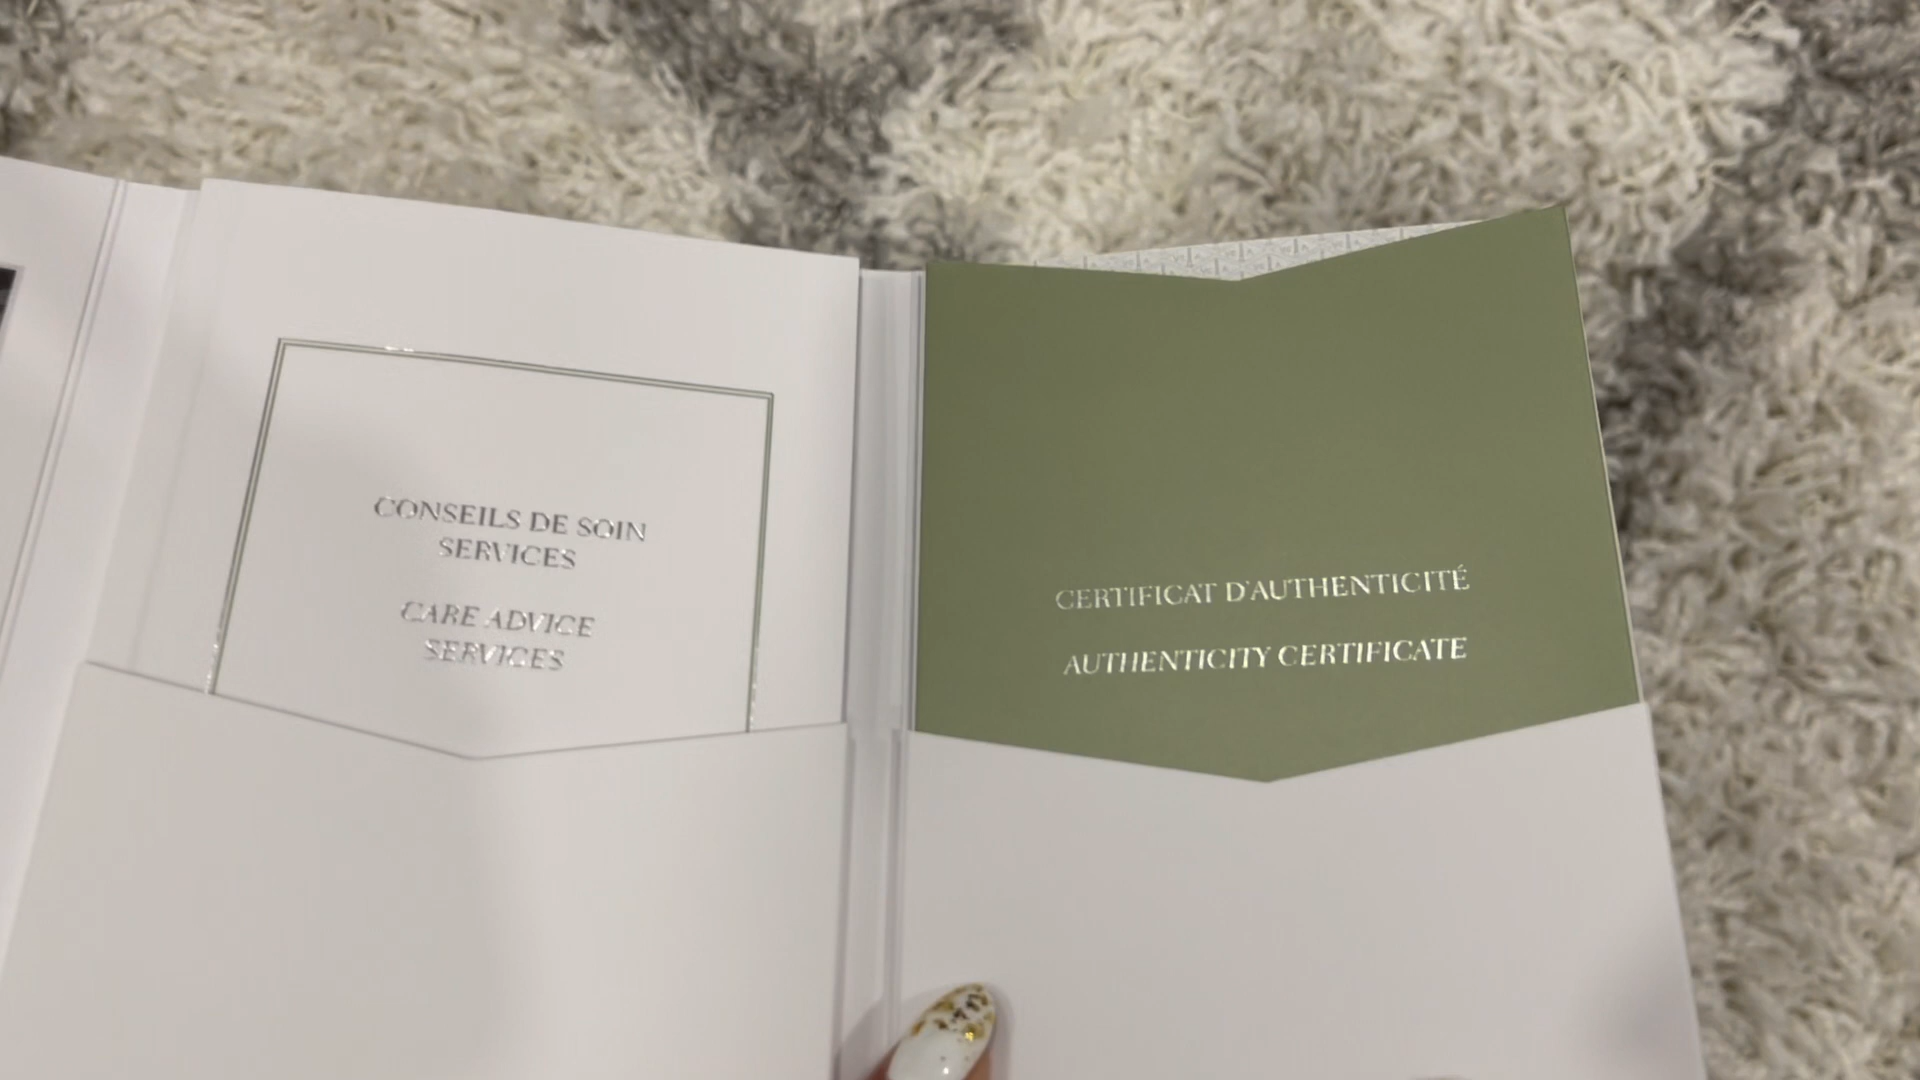 CONSEILS DE SOIN
SERVICES
CARE ADVICE
SERVICES
CERTIFICAT D'AUTHENTICITÉ
AUTHENTICITY CERTIFICATE